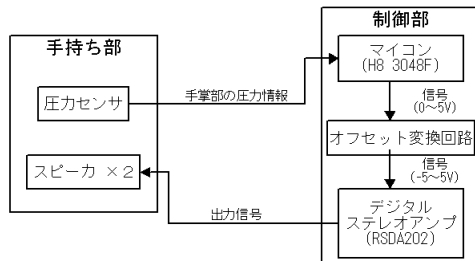 手持ち部
圧力センサ
スピーカ ×2
手掌部の圧力情報
出力信号
制御部
マイコン
(H8 3048F)
信号
(0~5V)
オフセット変換回路
信号
(-5~5V)
デジタル
ステレオアンプ
(RSDA202)